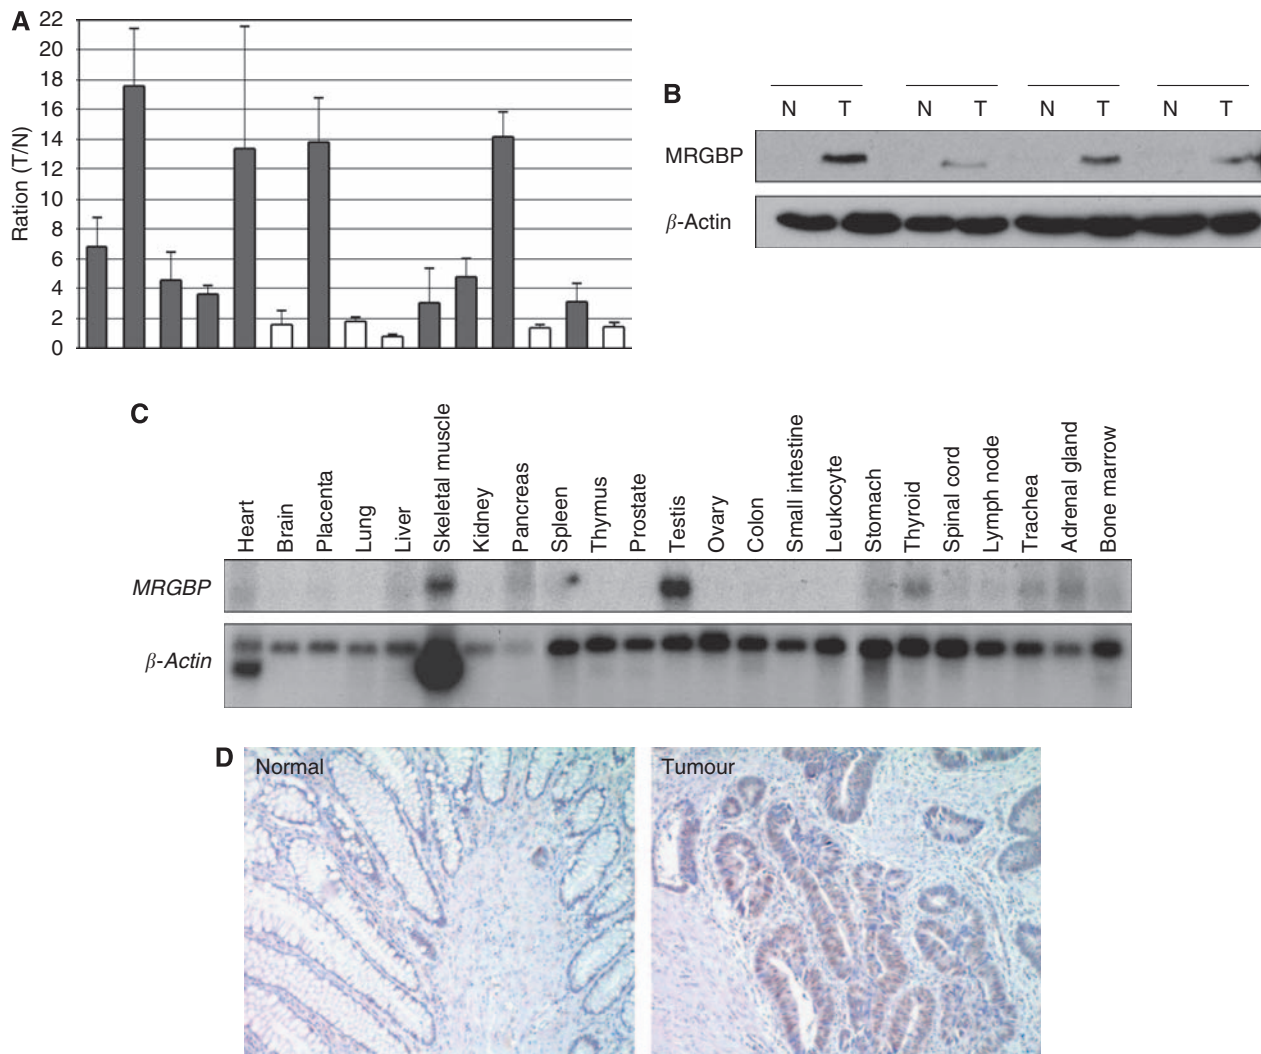 A
22
20
18
16
14
12
10
8
6
4
2
0
Ration (T/N)
B
N T N T N T N T
MRGBP
β-Actin
C
Heart
Brain
Placenta
Lung
Liver
Skeletal muscle
Kidney
Pancreas
Spleen
Thymus
Prostate
Testis
Ovary
Colon
Small intestine
Leukocyte
Stomach
Thyroid
Spinal cord
Lymph node
Trachea
Adrenal gland
Bone marrow
MRGBP
β-Actin
D
Normal
Tumour